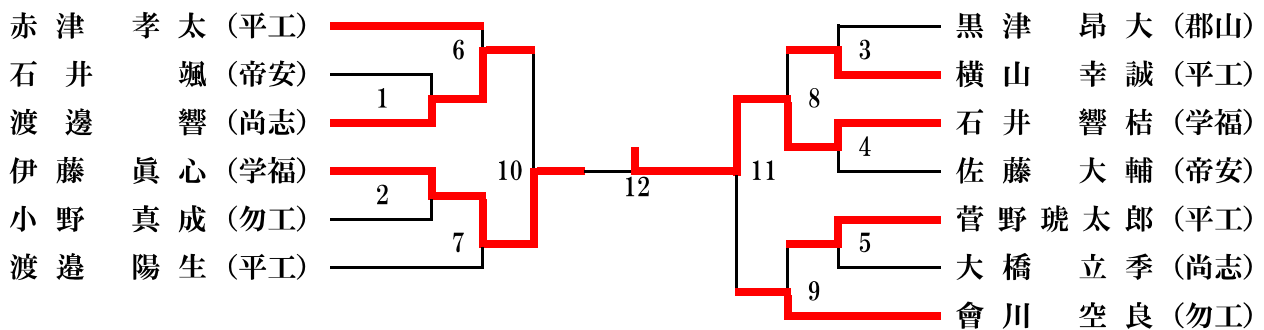 赤津　孝太（平工）
石井　颯（帝安）
渡邉　響（尚志）
伊藤　眞心（学福）
小野　真成（勿工）
渡邉　陽生（平工）
6
1
2
7
10
12
11
3
8
4
5
9
黒津　昂大（郡山）
横山　幸誠（平工）
石井　響桔（学福）
佐藤　大輔（帝安）
菅野琥太郎（平工）
大橋　立季（尚志）
會川　空良（勿工）